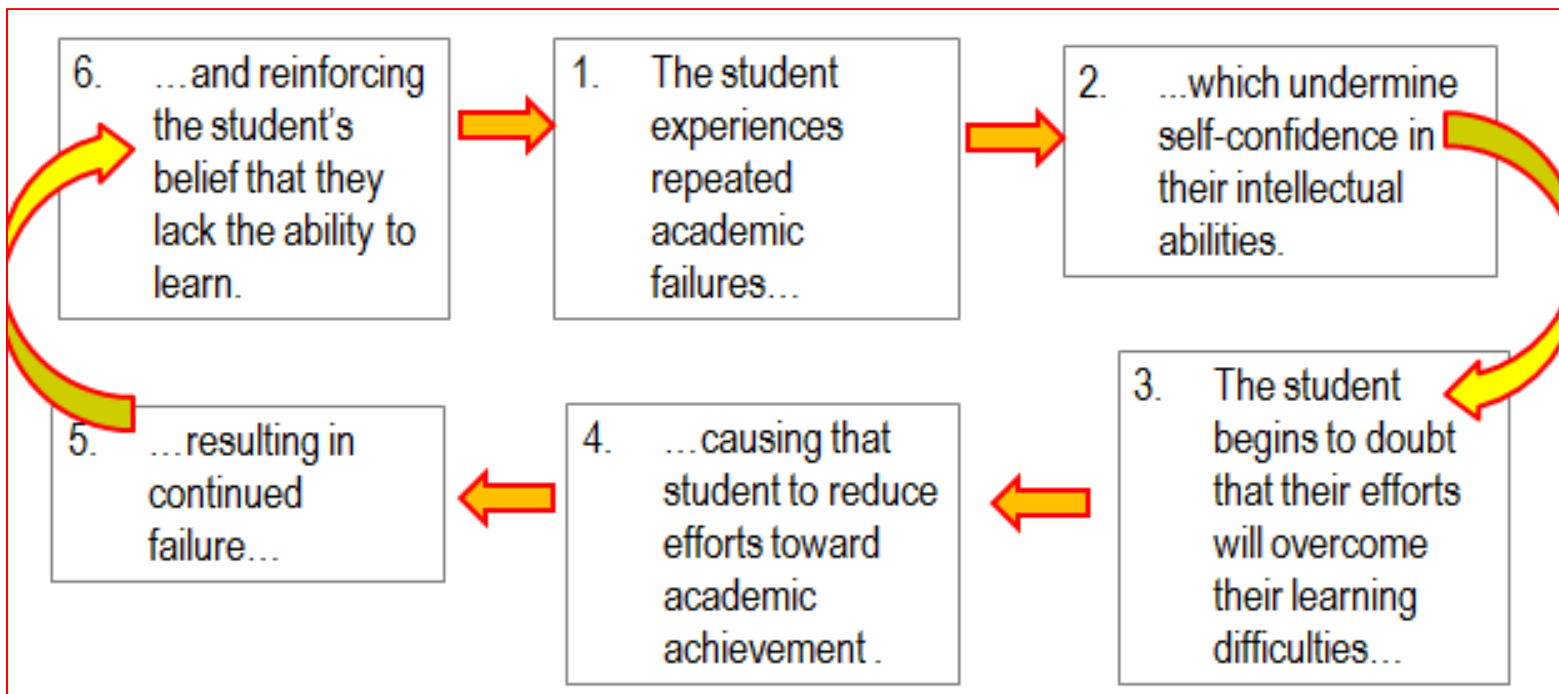 6. …and reinforcing
the student’s
belief that they
lack the ability to
learn.
1. The student
experiences
repeated
academic
failures…
2. …which undermine
self-confidence in
their intellectual
abilities.
3. The student
begins to doubt
that their efforts
will overcome
their learning
difficulties…
4. …causing that
student to reduce
efforts toward
academic
achievement .
5. …resulting in
continued
failure…